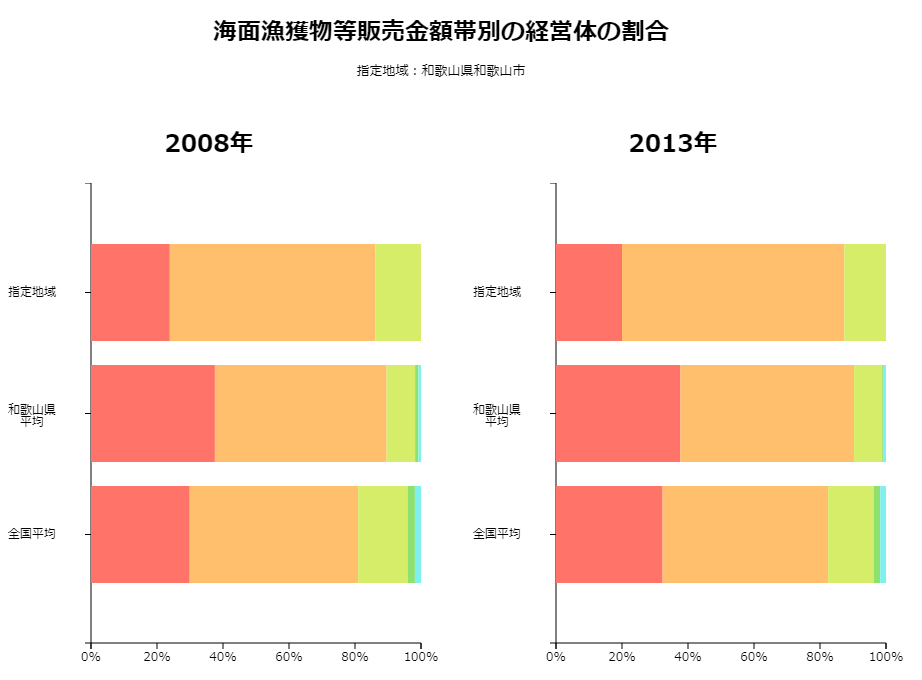 海面漁獲物等販売金額帯別の経営体の割合
指定地域：和歌山県和歌山市
2008年
2013年
指定地域
和歌山県
平均
全国平均
0%
20%
40%
60%
80%
100%
指定地域
和歌山県
平均
全国平均
0%
20%
40%
60%
80%
100%